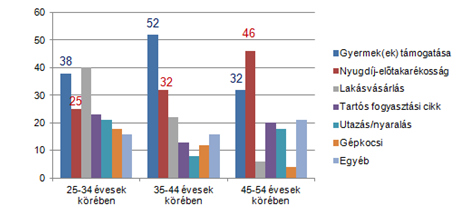 60
50
40
30
20
10
0
38
25
52
32
32
46
25-34 évesek
körében
35-44 évesek
körében
45-54 évesek
körében
Gyermek(ek) támogatása
Nyugdíj-előtakarékosság
Lakásvásárlás
Tartós fogyasztási cikk
Utazás/nyaralás
Gépkocsi
Egyéb